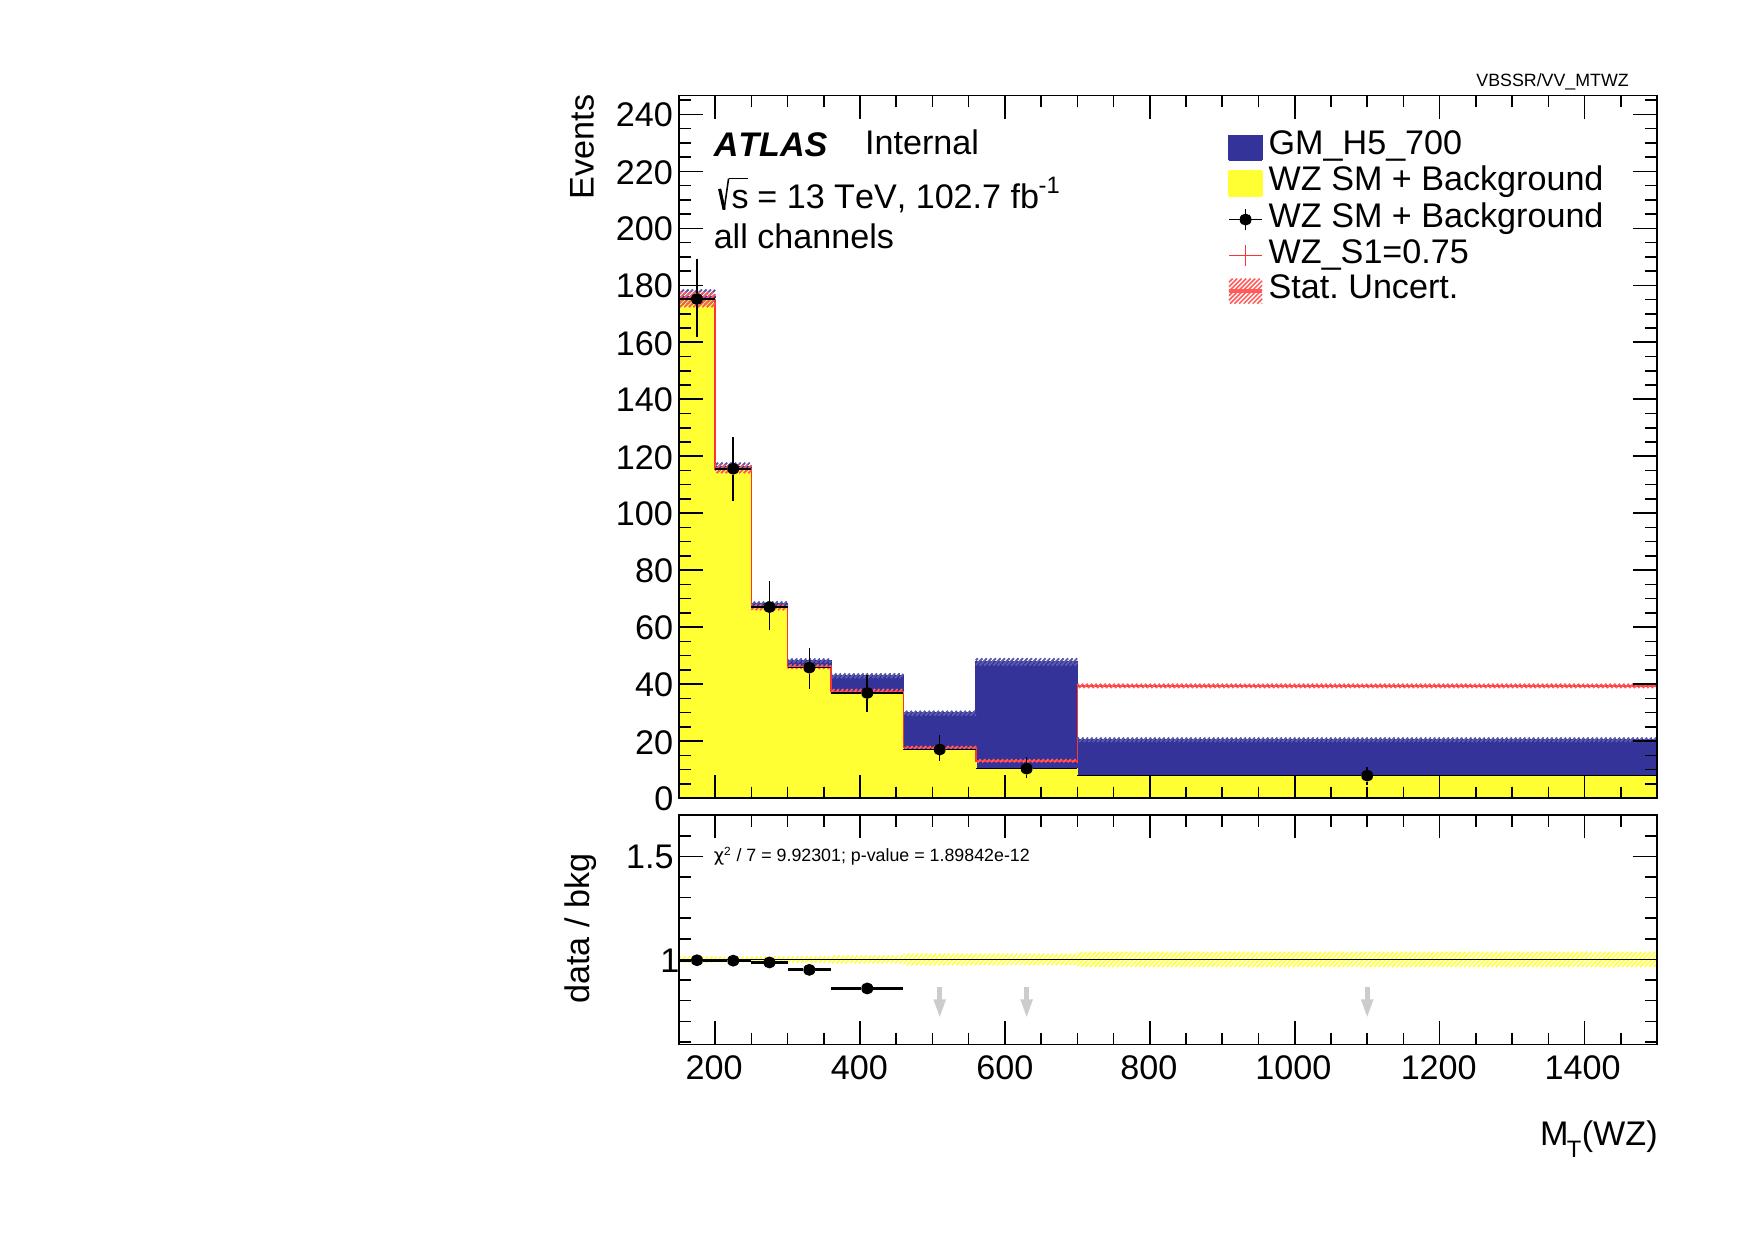 VBSSR/VV_MTWZ
Events
240
220
200
180
160
140
120
100
80
60
40
20
0
ATLAS Internal
√s = 13 TeV, 102.7 fb-1
all channels
GM_H5_700
WZ SM + Background
WZ SM + Background
WZ_S1=0.75
Stat. Uncert.
data / bkg
1.5
1
χ2 / 7 = 9.92301; p-value = 1.89842e-12
200 400 600 800 1000 1200 1400
MT(WZ)